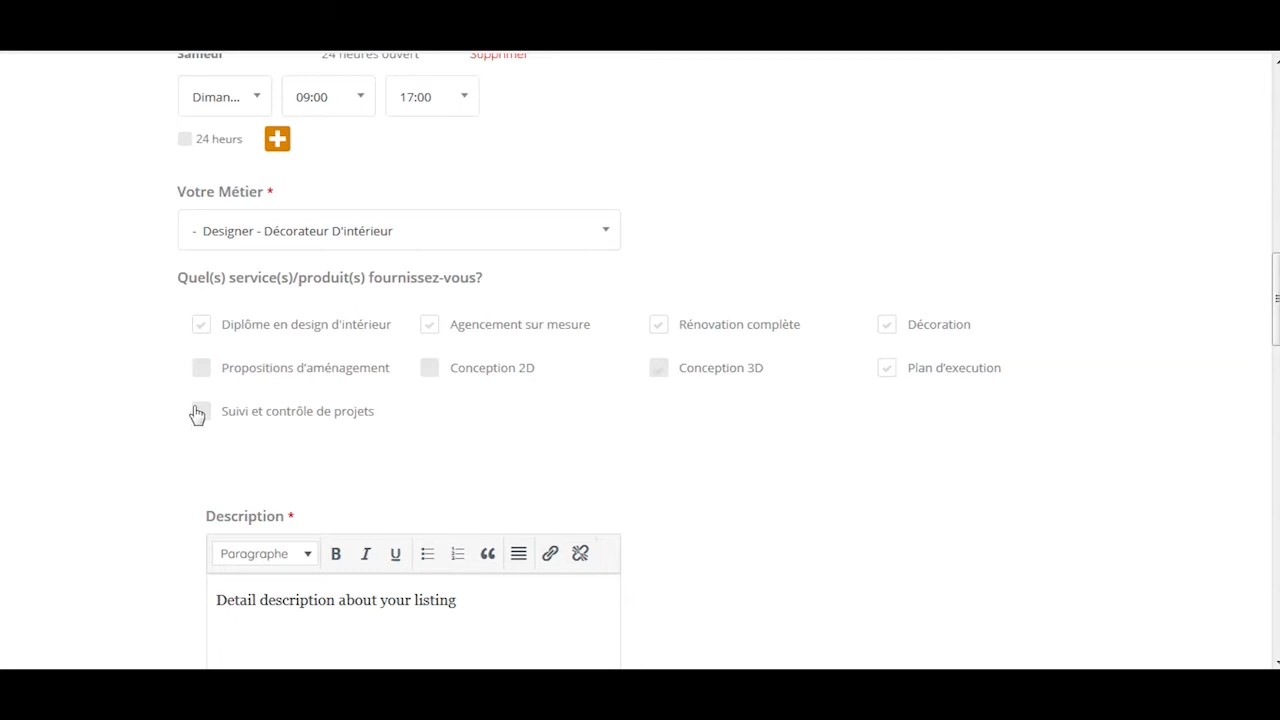 Samedi 24 heures ouvert Supprimer
Diman... 09:00 17:00
24 heurs
Votre Métier *
- Designer - Décorateur D'intérieur
Quel(s) service(s)/produit(s) fournissez-vous?
Diplôme en design d'intérieur Agencement sur mesure Rénovation complète Décoration
Propositions d’aménagement Conception 2D Conception 3D Plan d’execution
Suivi et contrôle de projets
Description *
Paragraphe B I U
Detail description about your listing